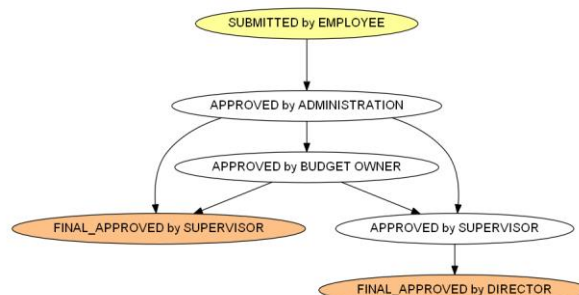 SUBMITTED by EMPLOYEE
APPROVED by ADMINISTRATION
APPROVED by BUDGET OWNER
FINAL_APPROVED by SUPERVISOR
APPROVED by SUPERVISOR
FINAL_APPROVED by DIRECTOR